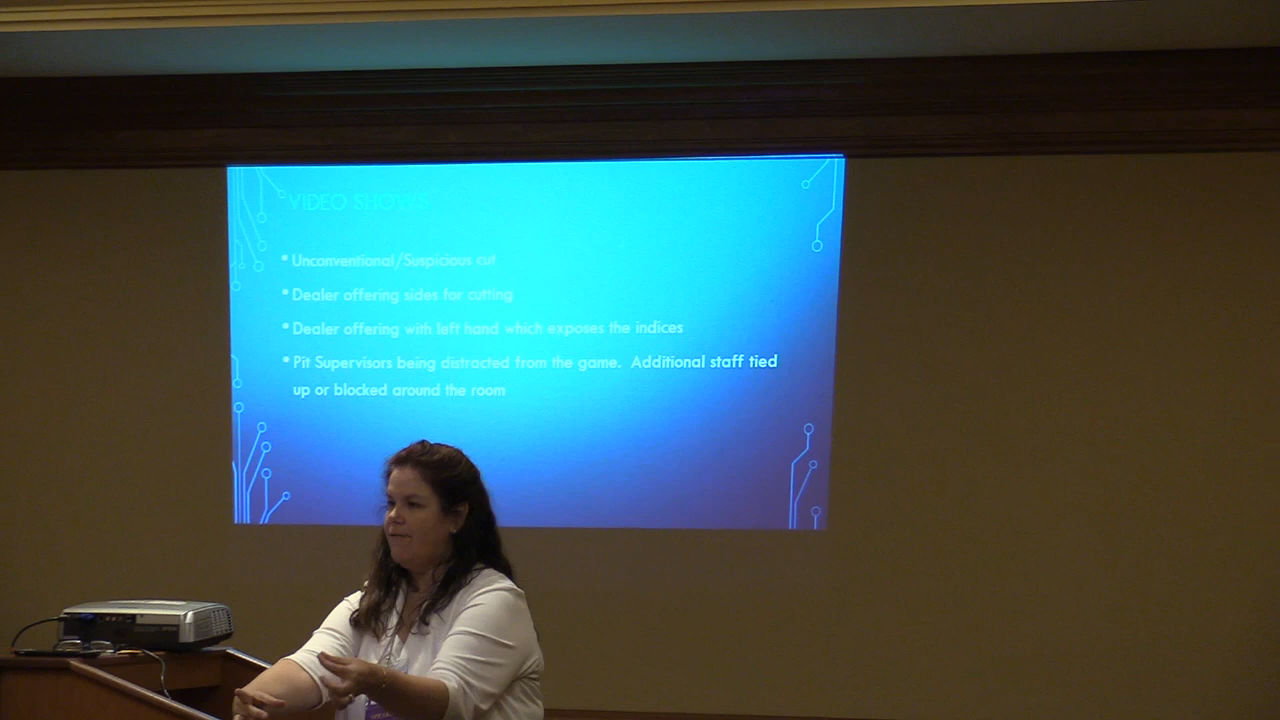 VIDEO SHOWS
• Unconventional/Suspicious cut
• Dealer offering sides for cutting
• Dealer offering with left hand which exposes the indices
• Pit Supervisors being distracted from the game. Additional staff tied
up or blocked around the room